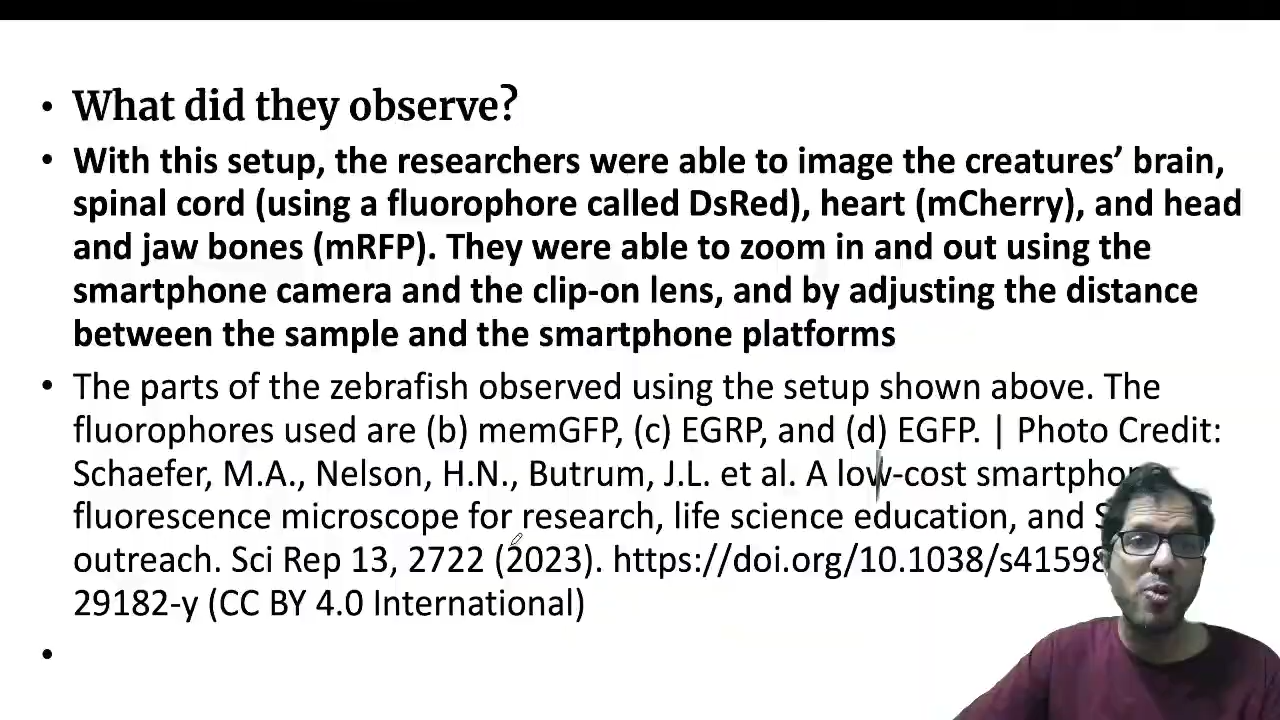 • What did they observe?
• With this setup, the researchers were able to image the creatures’ brain,
spinal cord (using a fluorophore called DsRed), heart (mCherry), and head
and jaw bones (mRFP). They were able to zoom in and out using the
smartphone camera and the clip-on lens, and by adjusting the distance
between the sample and the smartphone platforms
• The parts of the zebrafish observed using the setup shown above. The
fluorophores used are (b) memGFP, (c) EGRP, and (d) EGFP. | Photo Credit:
Schaefer, M.A., Nelson, H.N., Butrum, J.L. et al. A low-cost
fluorescence microscope for research, life science education, and
outreach. Sci Rep 13, 2722 (2023). https://doi.org/10.1038/s41598
29182-y (CC BY 4.0 International)
•